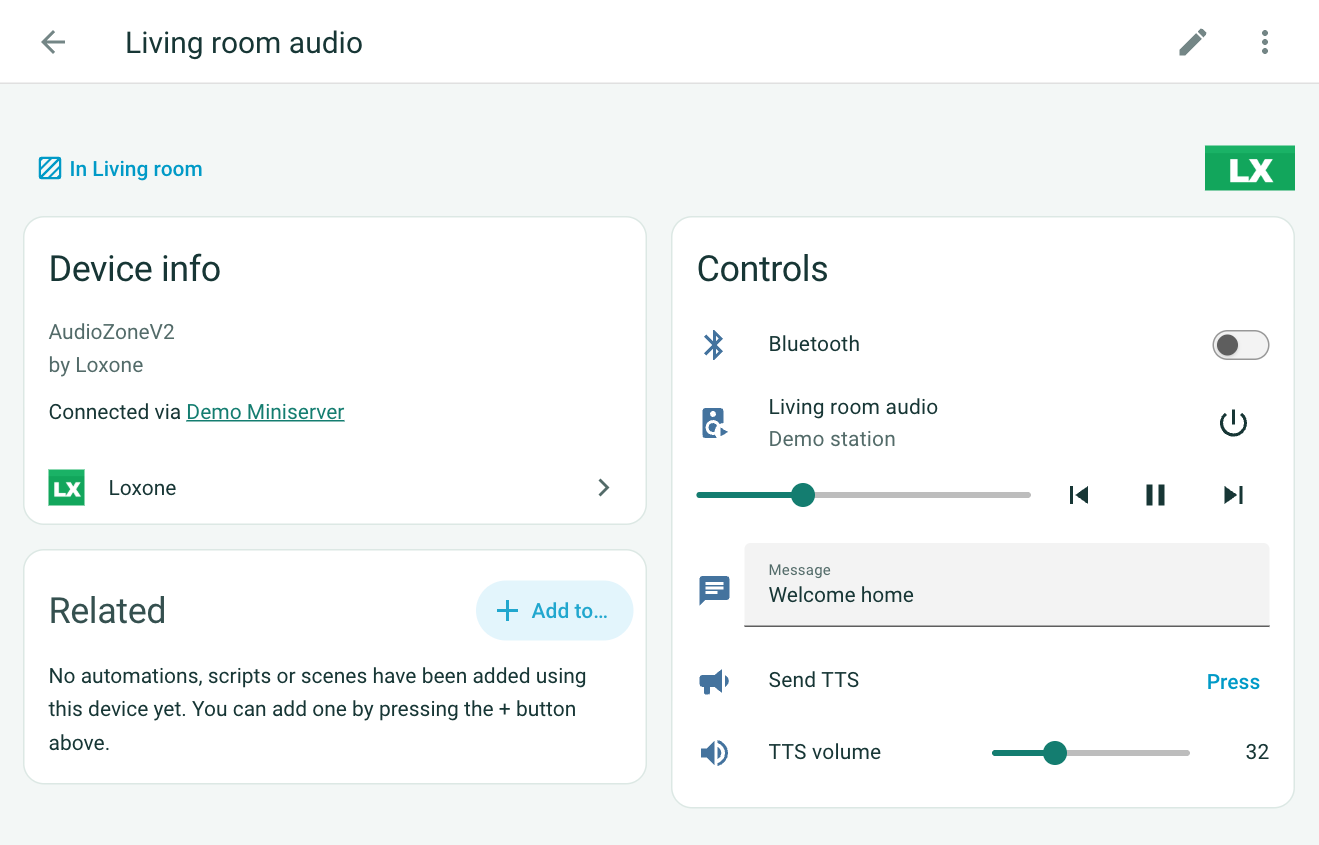 Living room audio
In Living room
LX
Device info
AudioZoneV2
by Loxone
Connected via Demo Miniserver
LX Loxone
Related
+ Add to...
No automations, scripts or scenes have been added using
this device yet. You can add one by pressing the + button
above.
Controls
Bluetooth
Living room audio
Demo station
Message
Welcome home
Send TTS Press
TTS volume 32